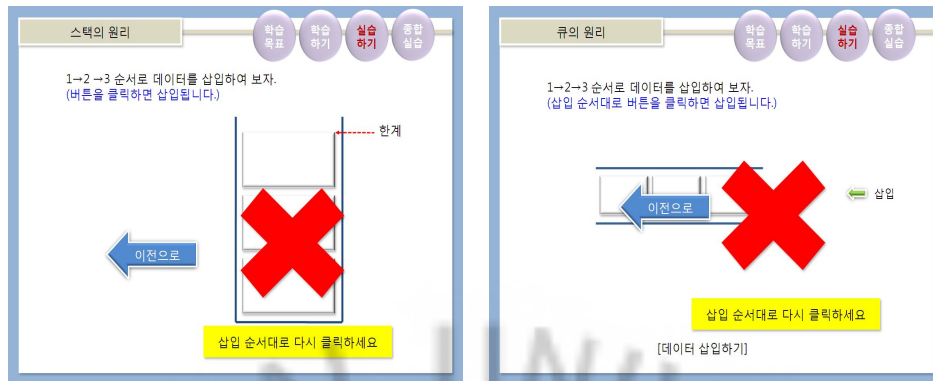 스택의 원리
학습
목표
학습
하기
실습
하기
종합
실습
1→2 →3 순서로 데이터를 삽입하여 보자.
(버튼을 클릭하면 삽입됩니다.)
한계
이전으로
삽입 순서대로 다시 클릭하세요
큐의 원리
학습
목표
학습
하기
실습
하기
종합
실습
1→2→3 순서로 데이터를 삽입하여 보자.
(삽입 순서대로 버튼을 클릭하면 삽입됩니다.)
이전으로
삽입
삽입 순서대로 다시 클릭하세요
[데이터 삽입하기]